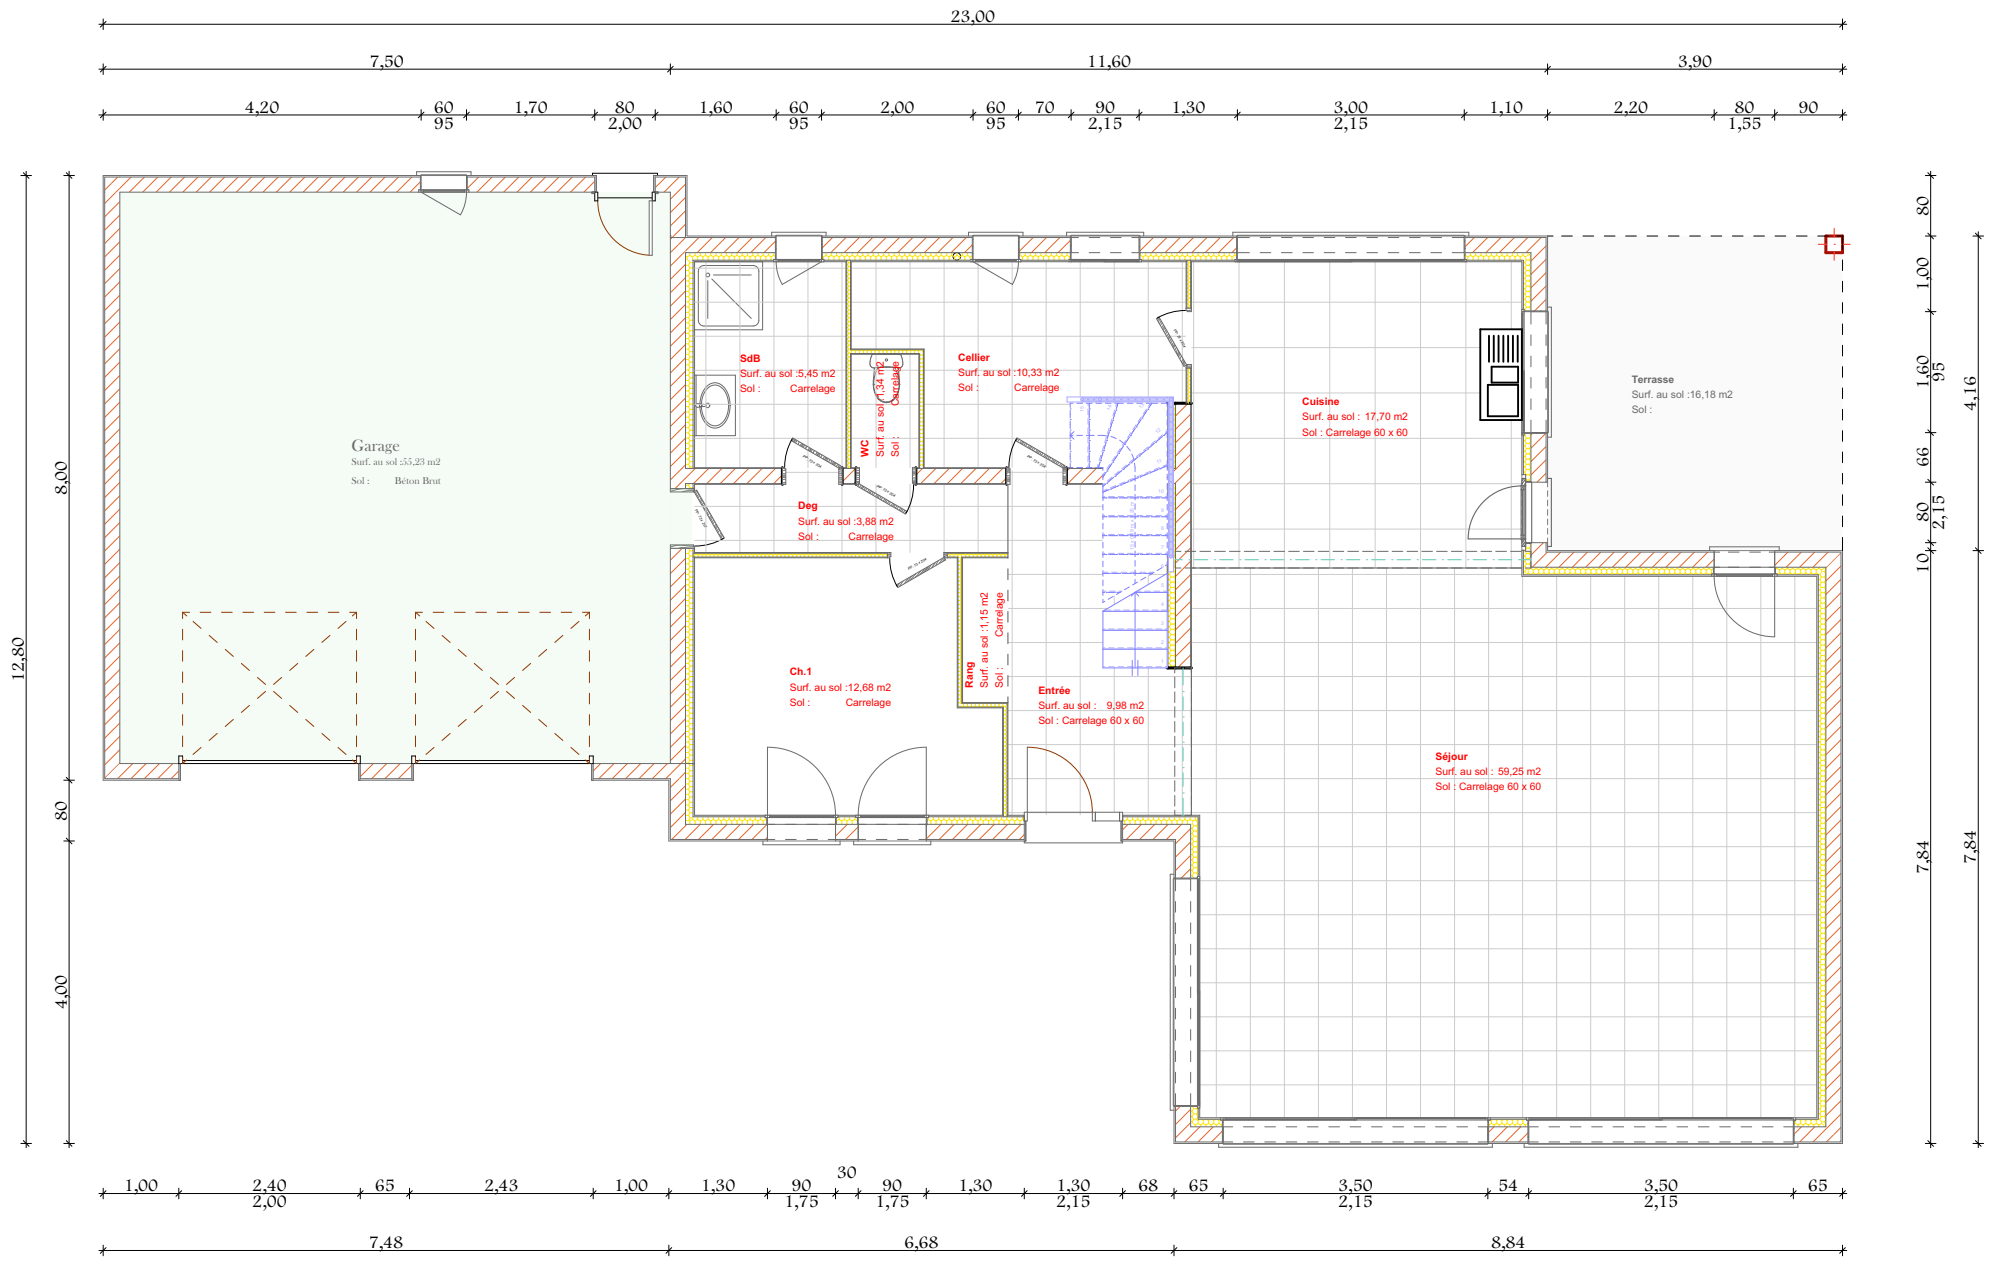 23,00
7,50 11,60 3,90
4,20 60 1,70 80 1,60 60 2,00 60 70 90 1,30 3,00 1,10 2,20 80 90
95 2,00 95 95 2,15 2,15 1,55
80
1,00
1,60
95
4,16
66
80
2,15
10
7,84
7,84
12,80
8,00
80
4,00
SdB
Surf. au sol :5,45 m2
Sol : Carrelage
WC
Surf. au sol :1,34 m2
Sol : Carrelage
Cellier
Surf. au sol :10,33 m2
Sol : Carrelage
Cuisine
Surf. au sol : 17,70 m2
Sol : Carrelage 60 x 60
Terrasse
Surf. au sol :16,18 m2
Sol :
Garage
Surf. au sol :55,23 m2
Sol : Béton Brut
Deg
Surf. au sol :3,88 m2
Sol : Carrelage
Ch.1
Surf. au sol :12,68 m2
Sol : Carrelage
Rang
Surf. au sol :1,15 m2
Sol : Carrelage
Entrée
Surf. au sol : 9,98 m2
Sol : Carrelage 60 x 60
Séjour
Surf. au sol : 59,25 m2
Sol : Carrelage 60 x 60
30
1,00 2,40 65 2,43 1,00 1,30 90 90 1,30 1,30 68 65 3,50 54 3,50 65
2,00 1,75 1,75 2,15 2,15 2,15
7,48 6,68 8,84